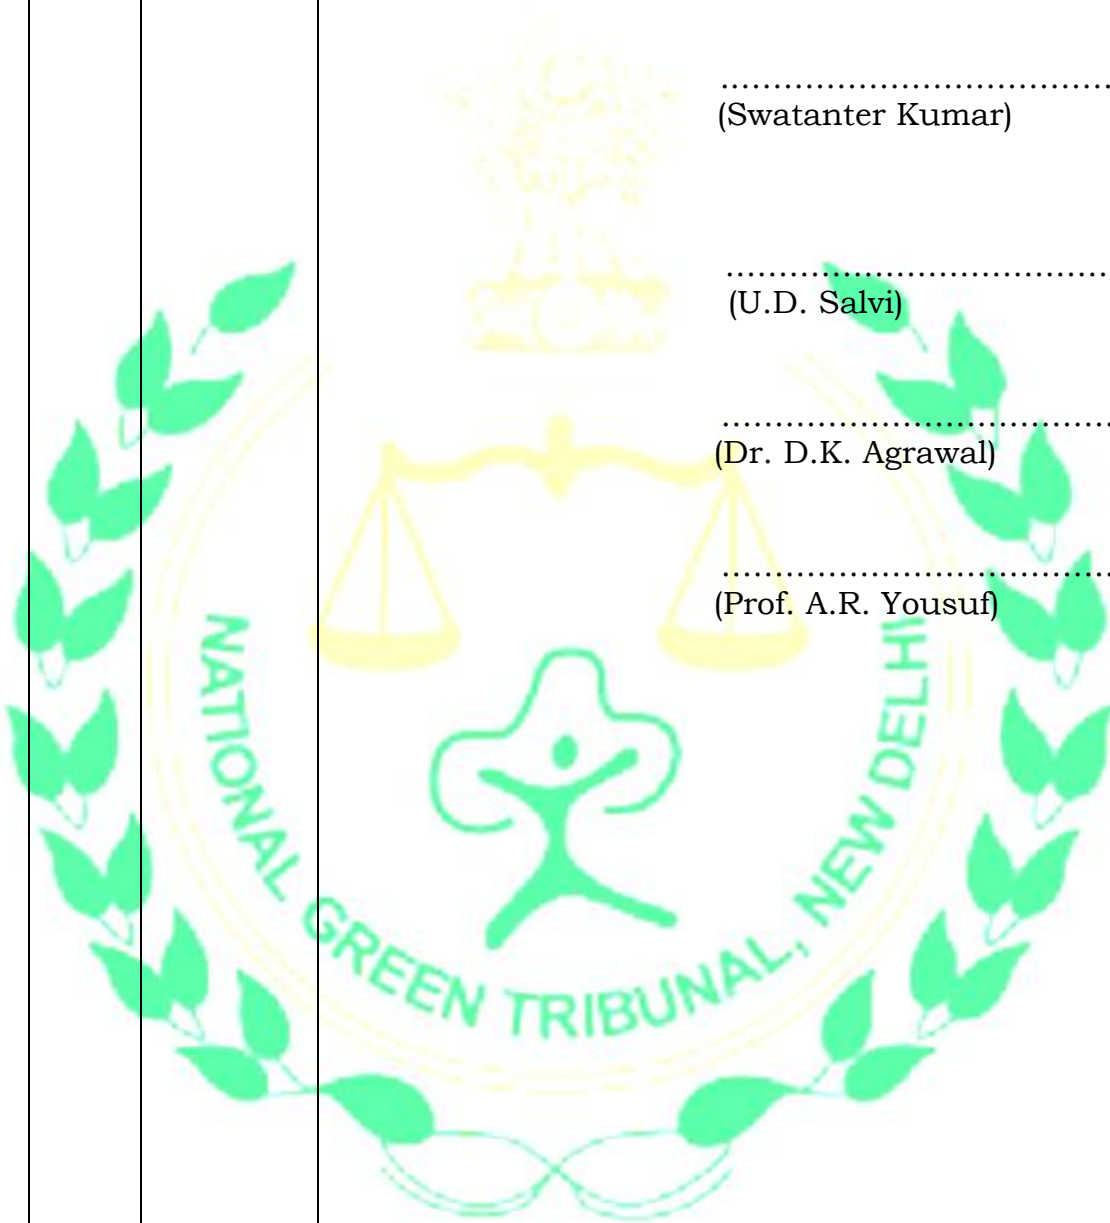 ........................................
(Swatanter Kumar)
........................................
(U.D. Salvi)
........................................
(Dr. D.K. Agrawal)
........................................
(Prof. A.R. Yousuf)
NATIONAL GREEN TRIBUNAL, NEW DELHI